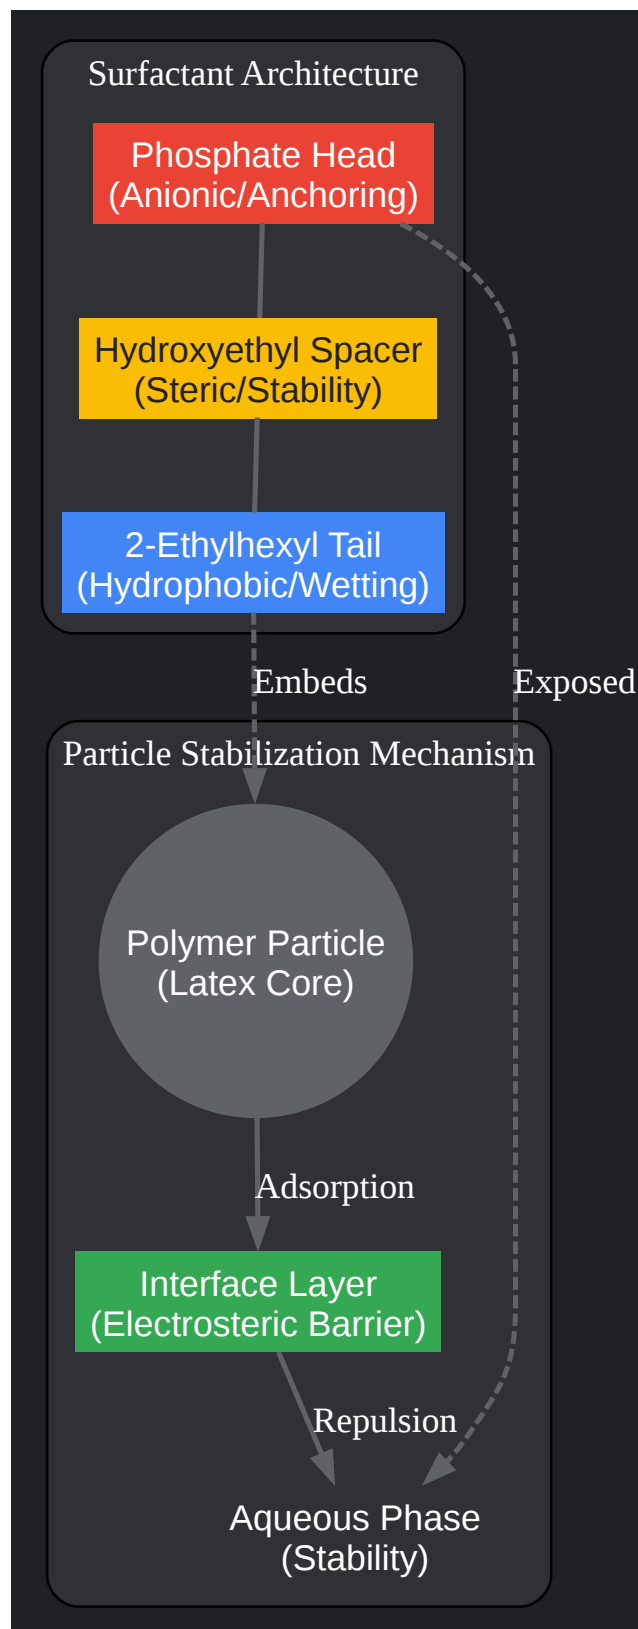 Surfactant Architecture
Phosphate Head
(Anionic/Anchoring)
Hydroxyethyl Spacer
(Steric/Stability)
2-Ethylhexyl Tail
(Hydrophobic/Wetting)
Embeds
Exposed
Particle Stabilization Mechanism
Polymer Particle
(Latex Core)
Adsorption
Interface Layer
(Electrosteric Barrier)
Repulsion
Aqueous Phase
(Stability)